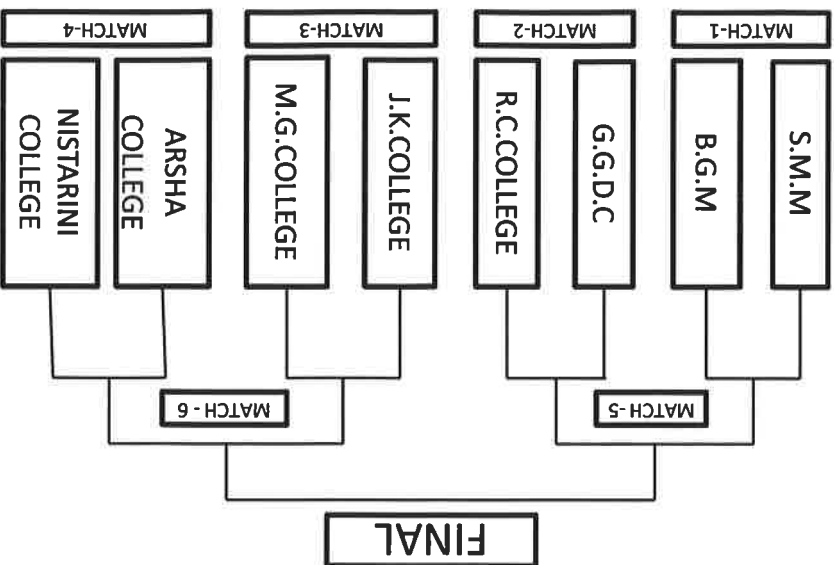 FINAL
MATCH-5
MATCH - 6
S.M.M
B.G.M
G.G.D.C
R.C.COLLEGE
J.K.COLLEGE
M.G.COLLEGE
ARSHA
COLLEGE
NISTARINI
COLLEGE
MATCH-1
MATCH-2
MATCH-3
MATCH-4